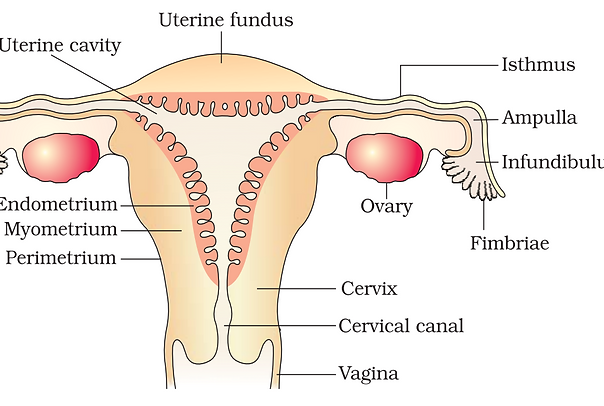 Uterine fundus
Uterine cavity
Isthmus
Ampulla
Infundibulu
Endometrium
Ovary
Myometrium
Fimbriae
Perimetrium
Cervix
Cervical canal
Vagina